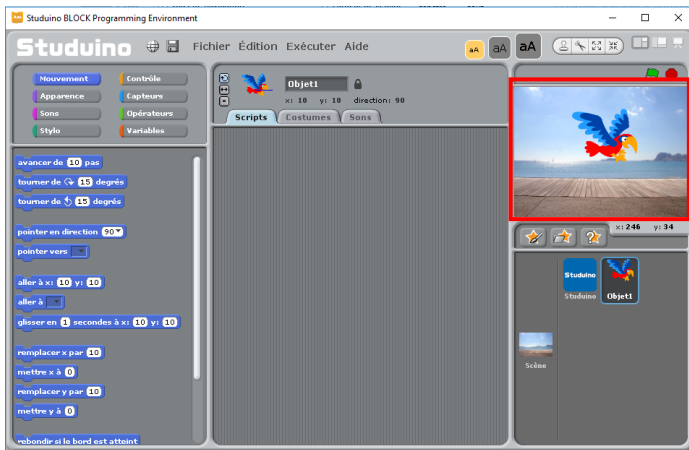 Studuino BLOCK Programming Environment
Studuino Fichier Édition Exécuter Aide aA aA aA
Mouvement Contrôle
Apparence Capteurs
Sons Opérateurs
Stylo Variables
Objet1
x: 10 y: 10 direction: 90
Scripts Costumes Sons
avancer de 10 pas
tourner de 15 degrés
tourner de 15 degrés
pointer en direction 90
pointer vers
aller à x: 10 y: 10
aller à
glisser en 1 secondes à x: 10 y: 10
remplacer x par 10
mettre x à 0
remplacer y par 10
mettre y à 0
rebondir si le bord est atteint
x: 246 y: 34
Studuino
Studuino Objet1
Scène